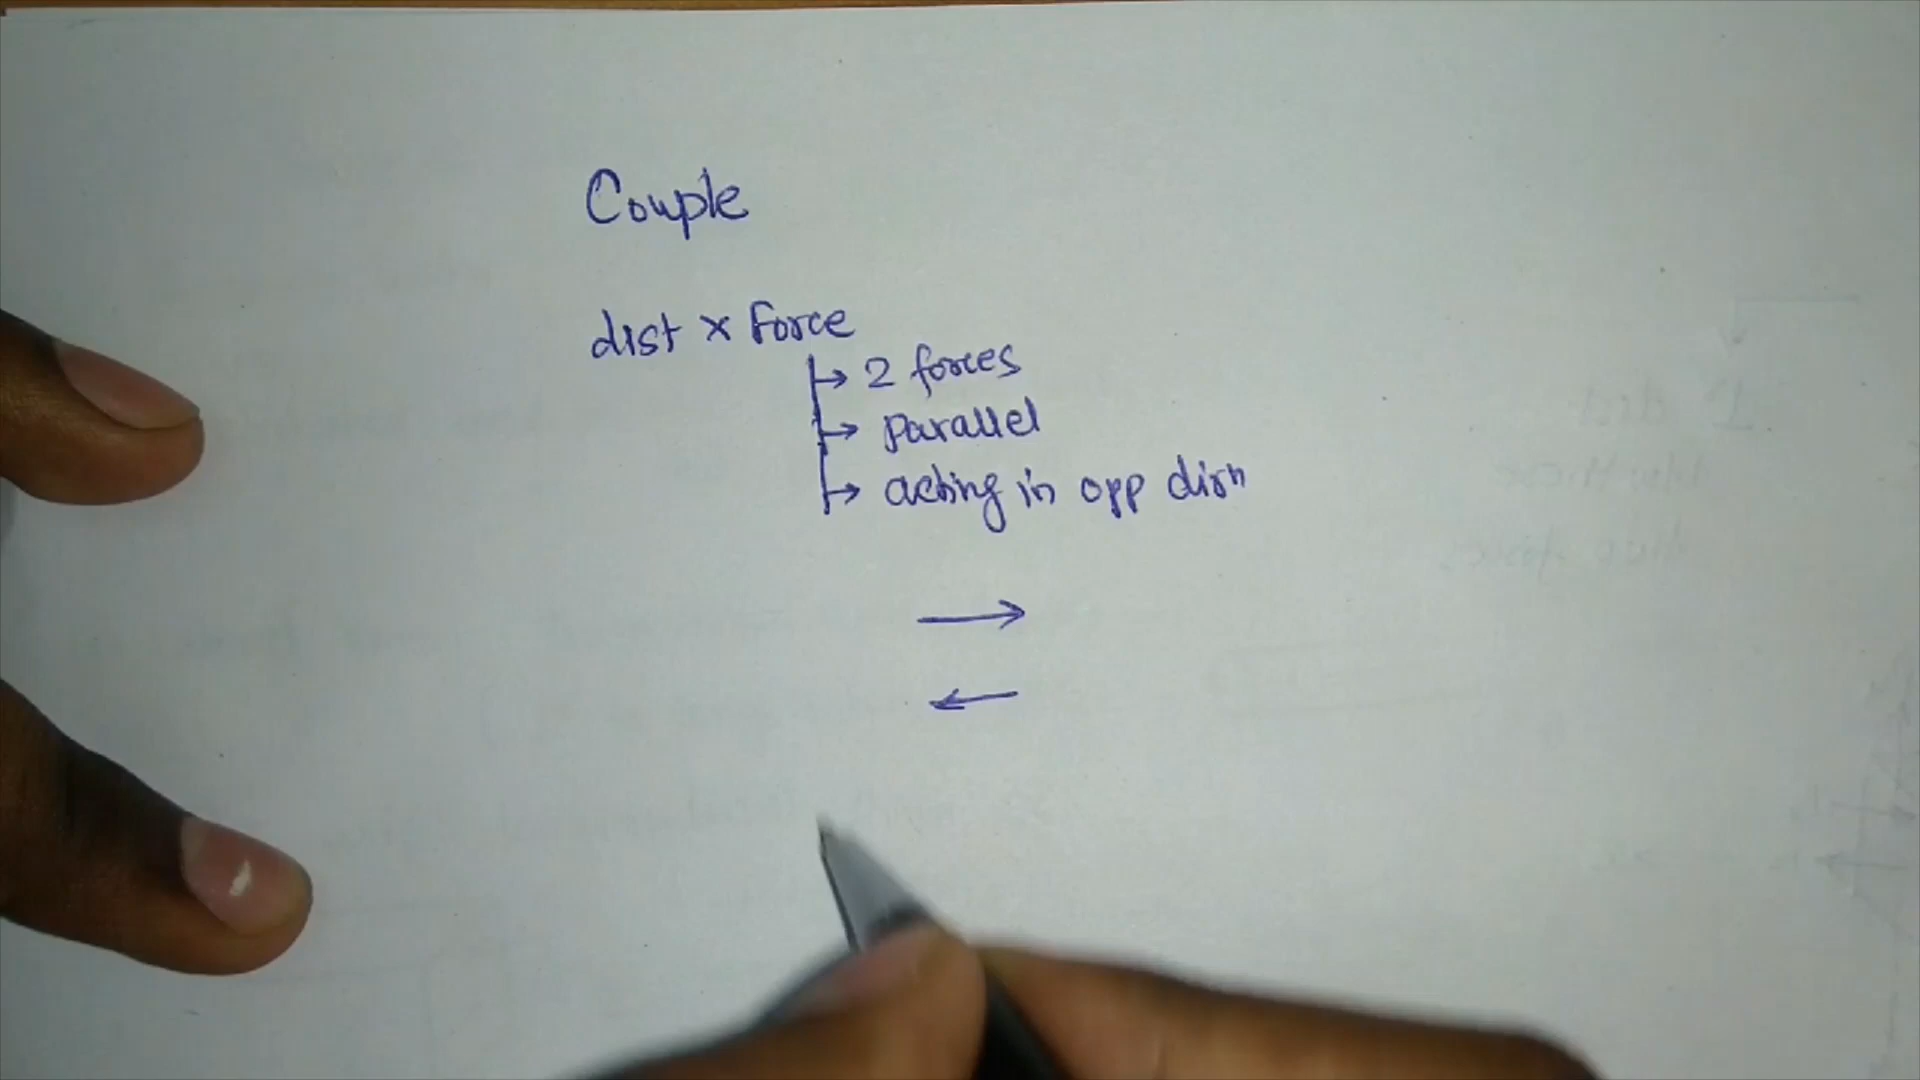 Couple
dist x Force
→ 2 forces
→ parallel
→ acting in opp dirn